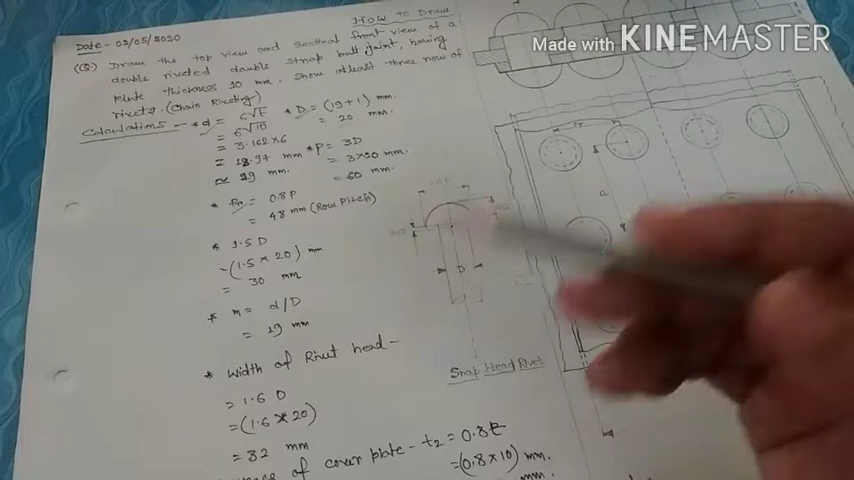 HOW TO Draw
Made with KINEMASTER
Date - 02/05/2020
(Q.) Draw the top view and Sectional front view of a
double riveted double strap butt joint, having
plate thickness 10 mm. Show atleast three rows of
rivets. (Chain Riveting)
Calculations - * d = 6√t * D = (19+1) mm.
= 6√10 = 20 mm.
= 3.162×6 * P = 3D
= 18.97 mm = 3×20 mm.
≈ 19 mm. = 60 mm.
* = 0.8 P
= 48 mm (Row Pitch)
* 1.5 D
= (1.5 × 20) mm
= 30 mm
* m = d/D
= 19 mm
D
* Width of Rivet head -
Snap Head Rivet
= 1.6 D
= (1.6 × 20)
= 32 mm
of cover plate - t2 = 0.8t
= (0.8×10) mm.
mm.